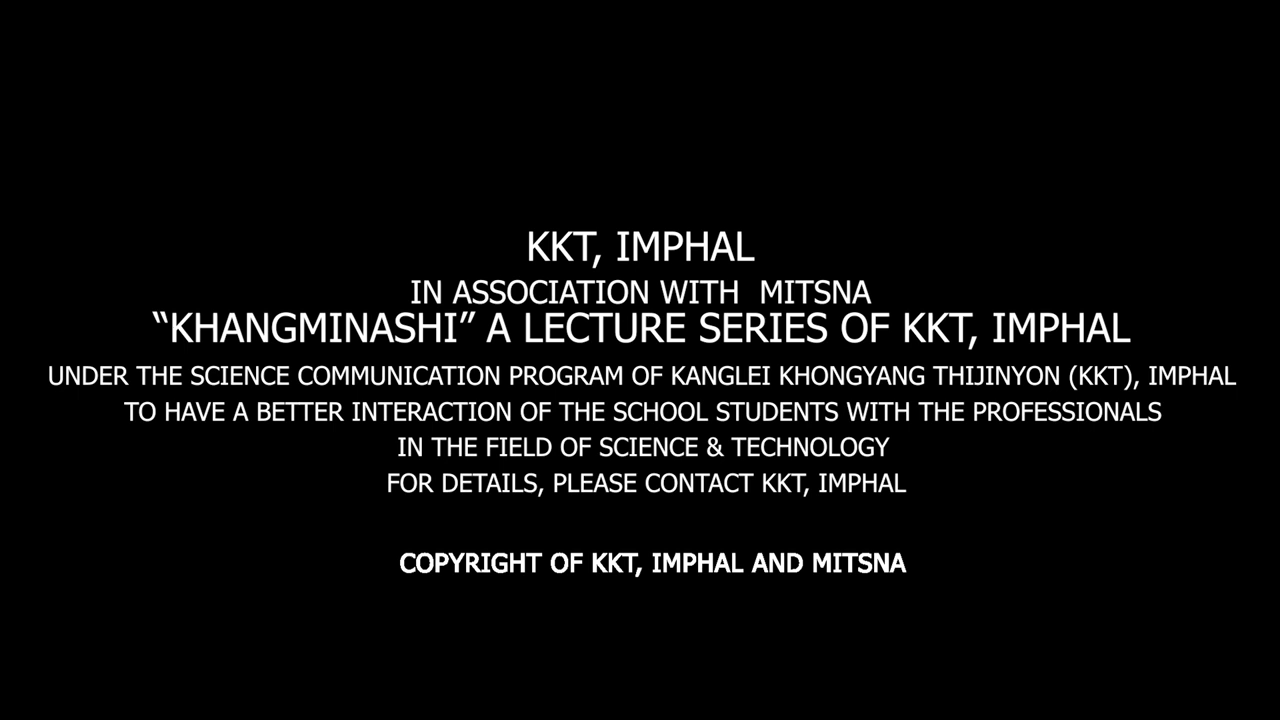 KKT, IMPHAL
IN ASSOCIATION WITH  MITSNA
“KHANGMINASHI” A LECTURE SERIES OF KKT, IMPHAL
UNDER THE SCIENCE COMMUNICATION PROGRAM OF KANGLEI KHONGYANG THIJINYON (KKT), IMPHAL
TO HAVE A BETTER INTERACTION OF THE SCHOOL STUDENTS WITH THE PROFESSIONALS
IN THE FIELD OF SCIENCE & TECHNOLOGY
FOR DETAILS, PLEASE CONTACT KKT, IMPHAL
COPYRIGHT OF KKT, IMPHAL AND MITSNA